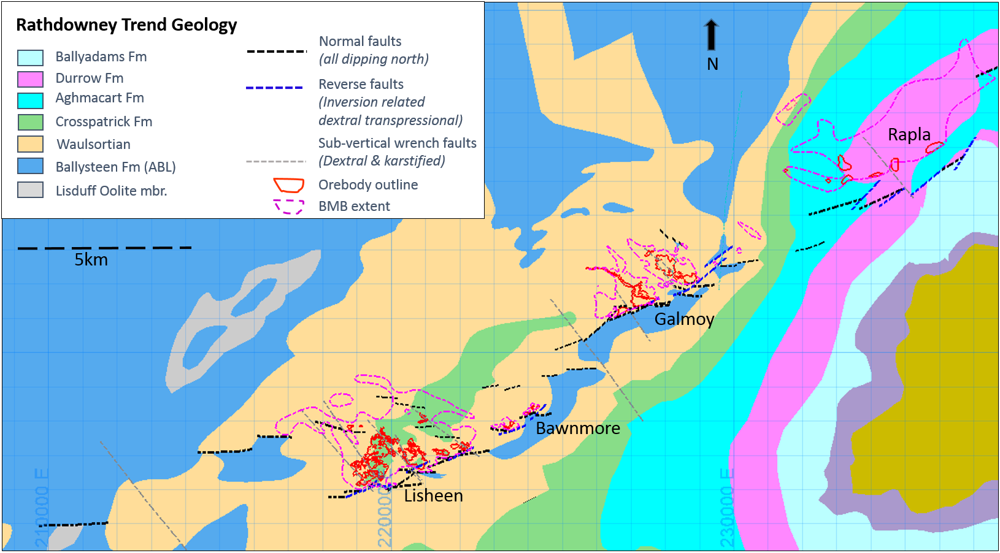 Rathdowney Trend Geology
Ballyadams Fm
Durrow Fm
Aghmacart Fm
Crosspatrick Fm
Waulsortian
Ballysteen Fm (ABL)
Lisduff Oolite mbr.
Normal faults
(all dipping north)
Reverse faults
(Inversion related
dextral transpressional)
Sub-vertical wrench faults
(Dextral & karstified)
Orebody outline
BMB extent
N
Rapla
5km
Galmoy
Bawnmore
Lisheen
210000 E
220000
230000 E